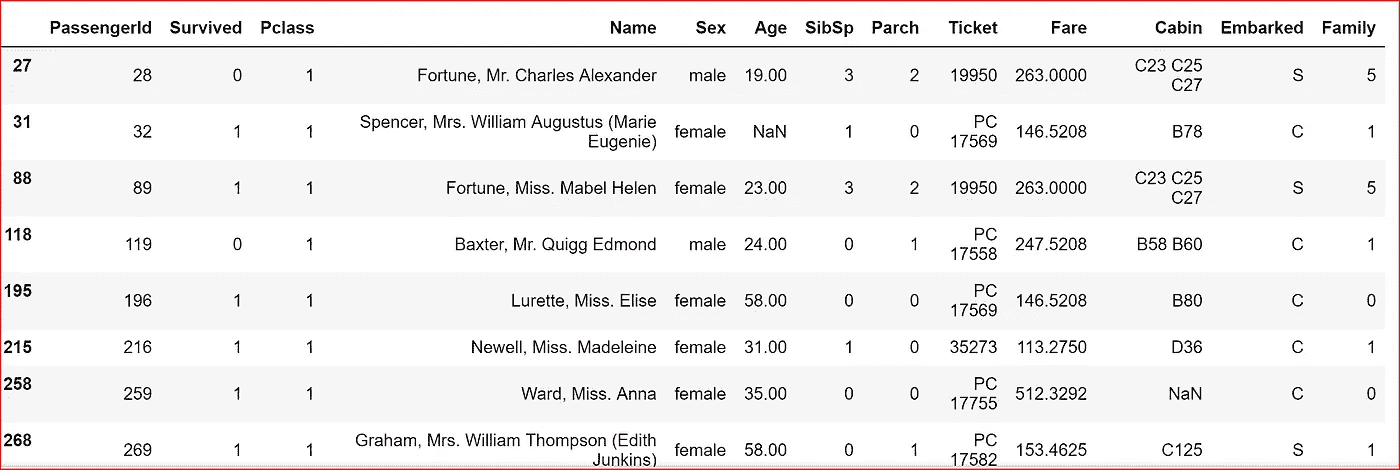 PassengerId Survived Pclass Name Sex Age SibSp Parch Ticket Fare Cabin Embarked Family
27 28 0 1 Fortune, Mr. Charles Alexander male 19.00 3 2 19950 263.0000 C23 C25 S 5
C27
31 32 1 1 Spencer, Mrs. William Augustus (Marie female NaN 1 0 PC 146.5208 B78 C 1
Eugenie) 17569
88 89 1 1 Fortune, Miss. Mabel Helen female 23.00 3 2 19950 263.0000 C23 C25 S 5
C27
118 119 0 1 Baxter, Mr. Quigg Edmond male 24.00 0 1 PC 247.5208 B58 B60 C 1
17558
195 196 1 1 Lurette, Miss. Elise female 58.00 0 0 PC 146.5208 B80 C 0
17569
215 216 1 1 Newell, Miss. Madeleine female 31.00 1 0 35273 113.2750 D36 C 1
258 259 1 1 Ward, Miss. Anna female 35.00 0 0 PC 512.3292 NaN C 0
17755
268 269 1 1 Graham, Mrs. William Thompson (Edith female 58.00 0 1 PC 153.4625 C125 S 1
Junkins) 17582